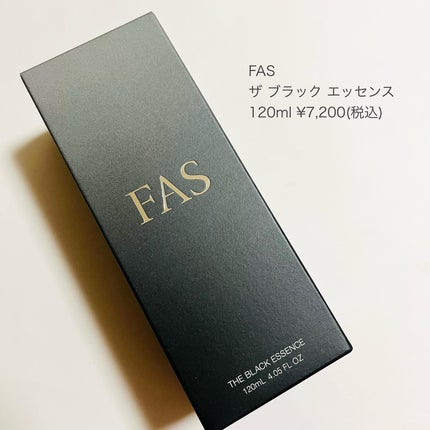 FAS
ザ ブラック エッセンス
120ml ¥7,200(税込)
FAS
THE BLACK ESSENCE
120mL 4.05 FL. OZ